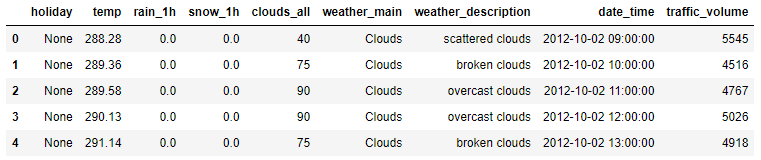 holiday temp rain_1h snow_1h clouds_all weather_main weather_description date_time traffic_volume
0 None 288.28 0.0 0.0 40 Clouds scattered clouds 2012-10-02 09:00:00 5545
1 None 289.36 0.0 0.0 75 Clouds broken clouds 2012-10-02 10:00:00 4516
2 None 289.58 0.0 0.0 90 Clouds overcast clouds 2012-10-02 11:00:00 4767
3 None 290.13 0.0 0.0 90 Clouds overcast clouds 2012-10-02 12:00:00 5026
4 None 291.14 0.0 0.0 75 Clouds broken clouds 2012-10-02 13:00:00 4918